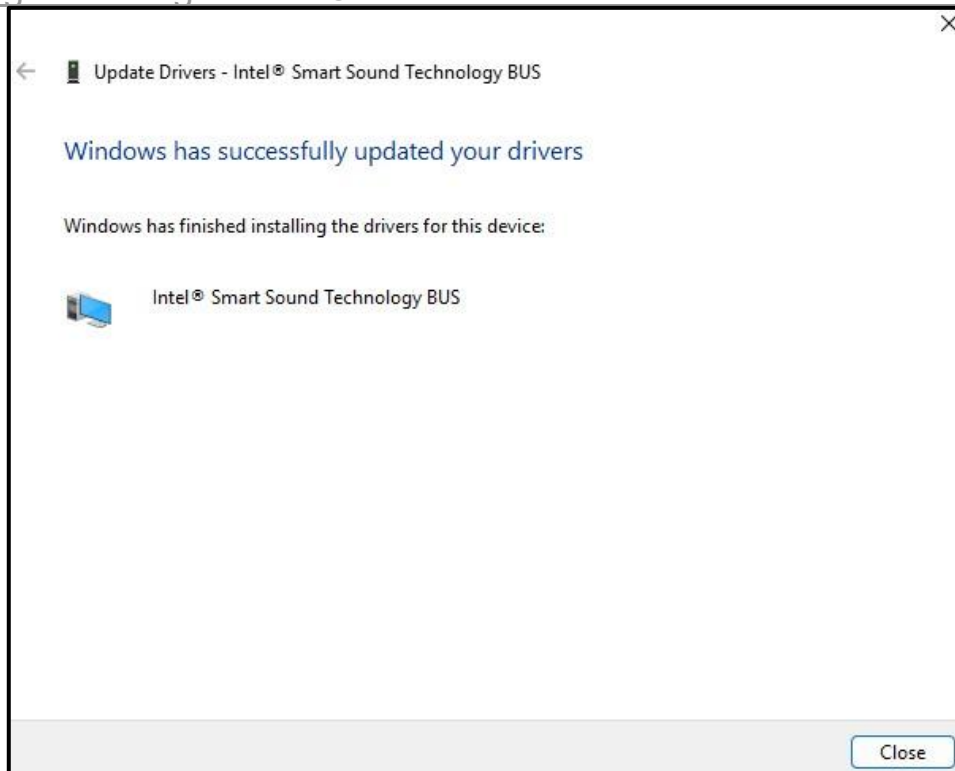 Update Drivers - Intel® Smart Sound Technology BUS
Windows has successfully updated your drivers
Windows has finished installing the drivers for this device:
Intel® Smart Sound Technology BUS
Close